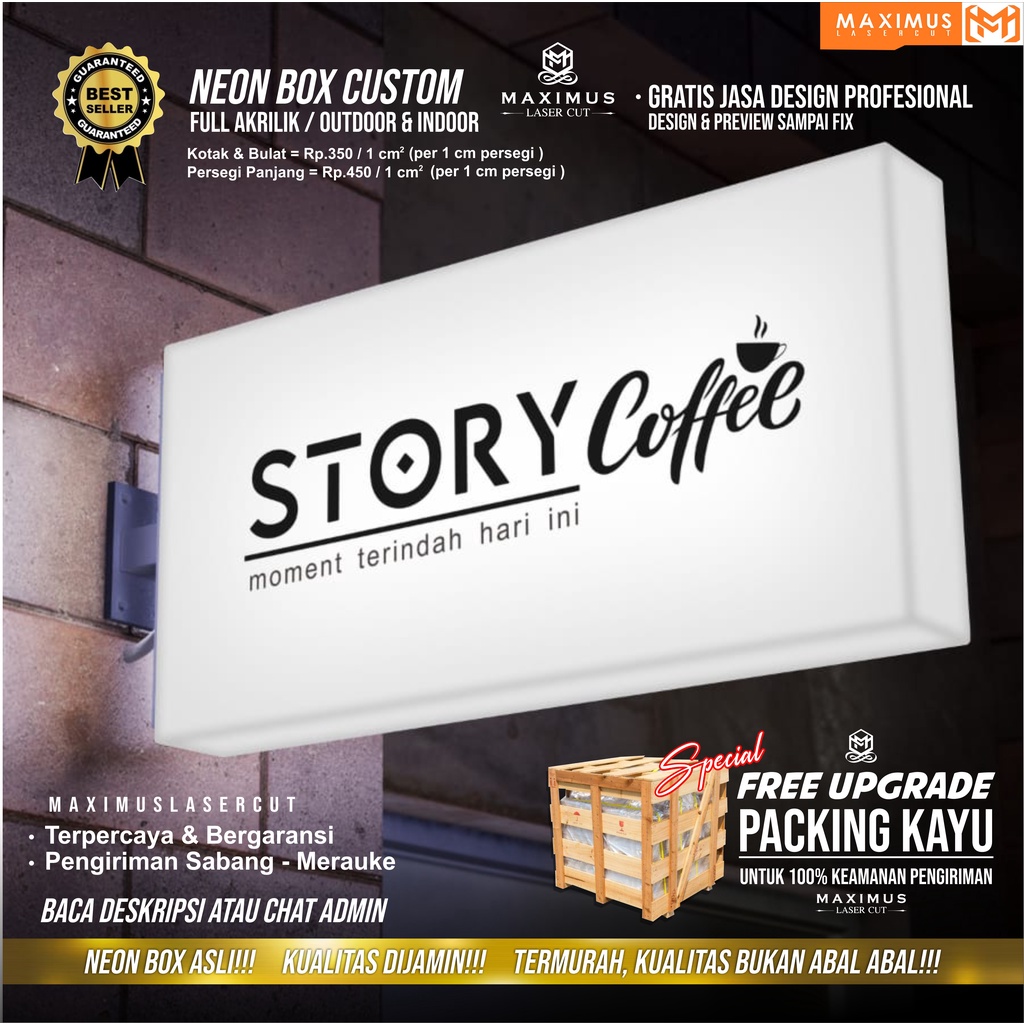 MAXIMUS
LASERCUT
GUARANTEED
BEST
SELLER
GUARANTEED
NEON BOX CUSTOM
FULL AKRILIK / OUTDOOR & INDOOR
MAXIMUS
LASER CUT
• GRATIS JASA DESIGN PROFESIONAL
DESIGN & PREVIEW SAMPAI FIX
Kotak & Bulat = Rp.350 / 1 cm² (per 1 cm persegi )
Persegi Panjang = Rp.450 / 1 cm² (per 1 cm persegi )
STORY Coffee
moment terindah hari ini
Special
FREE UPGRADE
PACKING KAYU
UNTUK 100% KEAMANAN PENGIRIMAN
MAXIMUS
LASER CUT
MAXIMUSLASERCUT
• Terpercaya & Bergaransi
• Pengiriman Sabang - Merauke
BACA DESKRIPSI ATAU CHAT ADMIN
NEON BOX ASLI!!! KUALITAS DIJAMIN!!! TERMURAH, KUALITAS BUKAN ABAL ABAL!!!